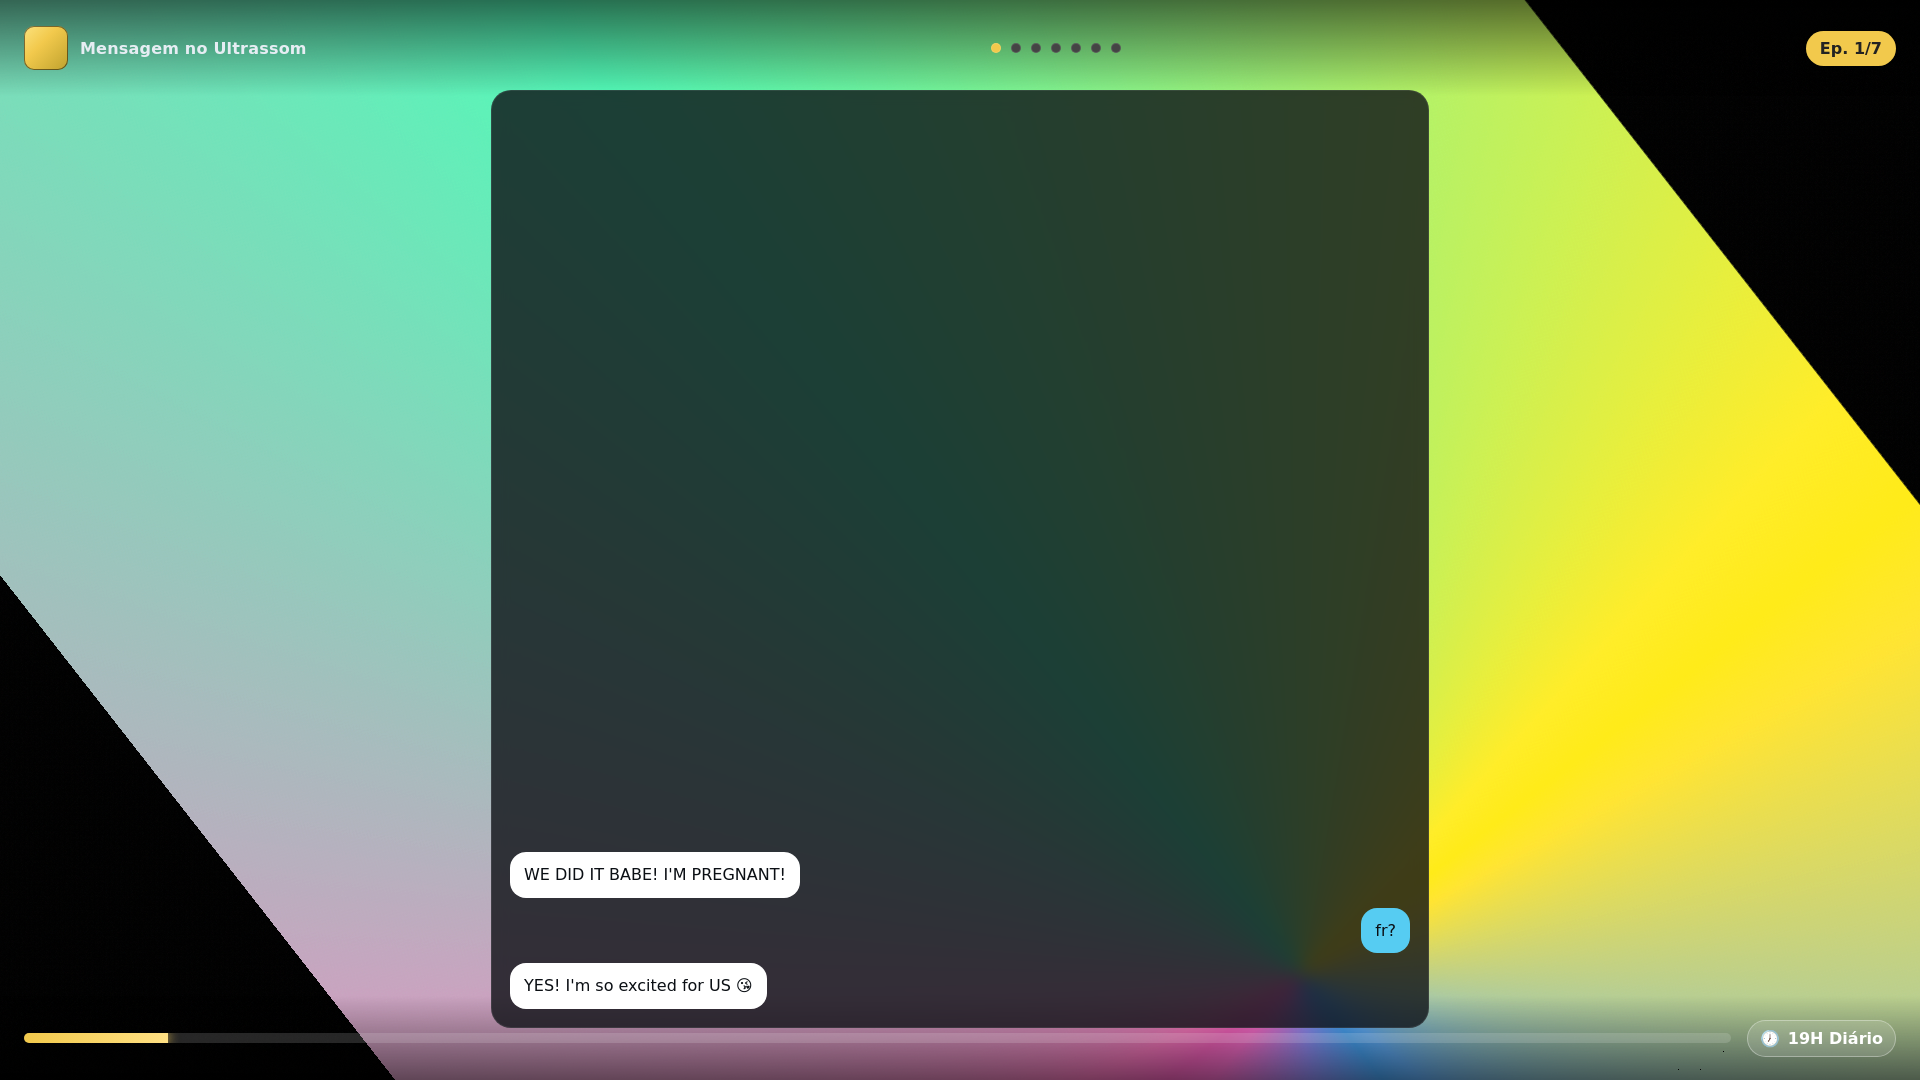 Mensagem no Ultrassom
Ep. 1/7
WE DID IT BABE! I'M PREGNANT!
fr?
YES! I'm so excited for US 😘
🕖 19H Diário